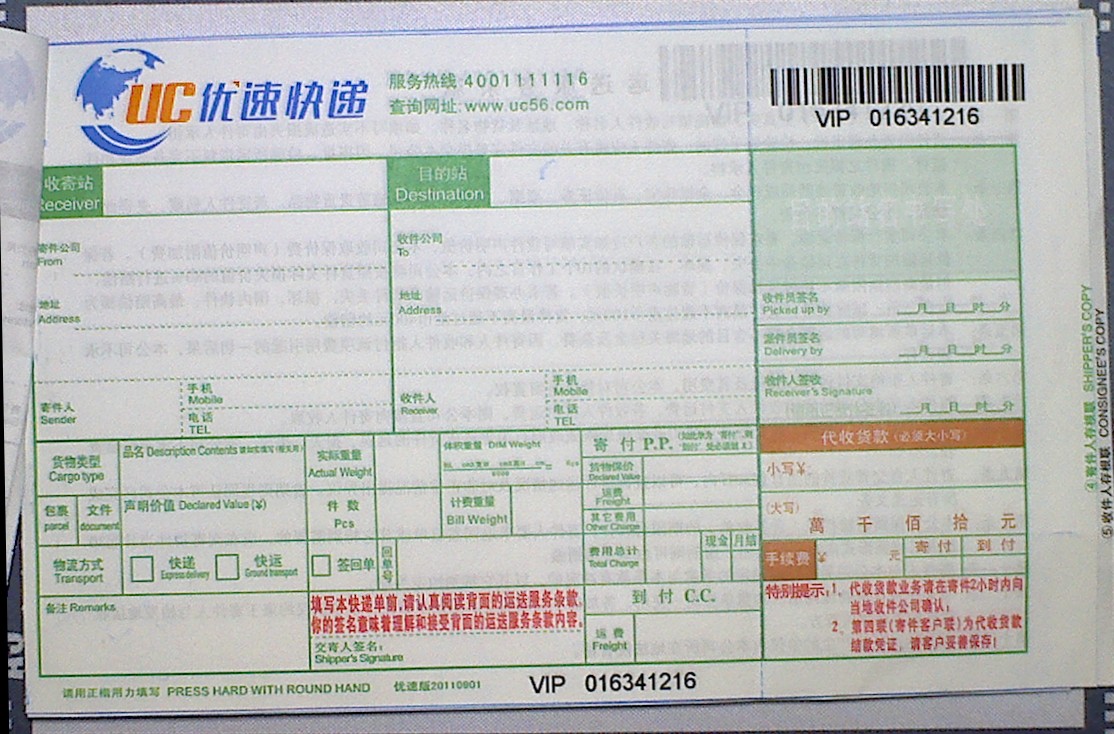 UC优速快递
服务热线 4001111116
查询网址:www.uc56.com
VIP 016341216
收寄站
Receiver
目的站
Destination
寄件公司
From
收件公司
To
地址
Address
地址
Address
收件员签名
Picked up by
月 日 时 分
派件员签名
Delivery by
月 日 时 分
寄件人
Sender
手机
Mobile
电话
TEL
收件人
Receiver
手机
Mobile
电话
TEL
收件人签收
Receiver's Signature
月 日 时 分
货物类型
Cargo type
品名 Description Contents
实际重量
Actual Weight
体积重量 DIM Weight
寄 付 P.P.
代收货款(必须大小写)
小写¥:
(大写)
萬 千 佰 拾 元
包裹
parcel
文件
document
声明价值 Declared Value (¥)
件 数
Pcs
计费重量
Bill Weight
货物保价
Declared Value
运费
Freight
其它费用
Other Charge
费用总计
Total Charge
现金
月结
手续费
¥
元
寄 付
到 付
物流方式
Transport
快递
Express delivery
快运
Ground transport
签回单
回单号
备注 Remarks
填写本快递单前,请认真阅读背面的运送服务条款。
你的签名意味着理解和接受背面的运送服务条款内容。
交寄人签名:
Shipper's Signature
到 付 C.C.
运 费
Freight
特别提示:1、代收货款业务请在寄件2小时内向
当地收件公司确认;
2、第四联(寄件客户联)为代收货款
结款凭证,请客户妥善保存!
请用正楷用力填写 PRESS HARD WITH ROUND HAND
优速版20110901
VIP 016341216
④寄件人存根联 SHIPPER'S COPY
⑤收件人存根联 CONSIGNEE'S COPY